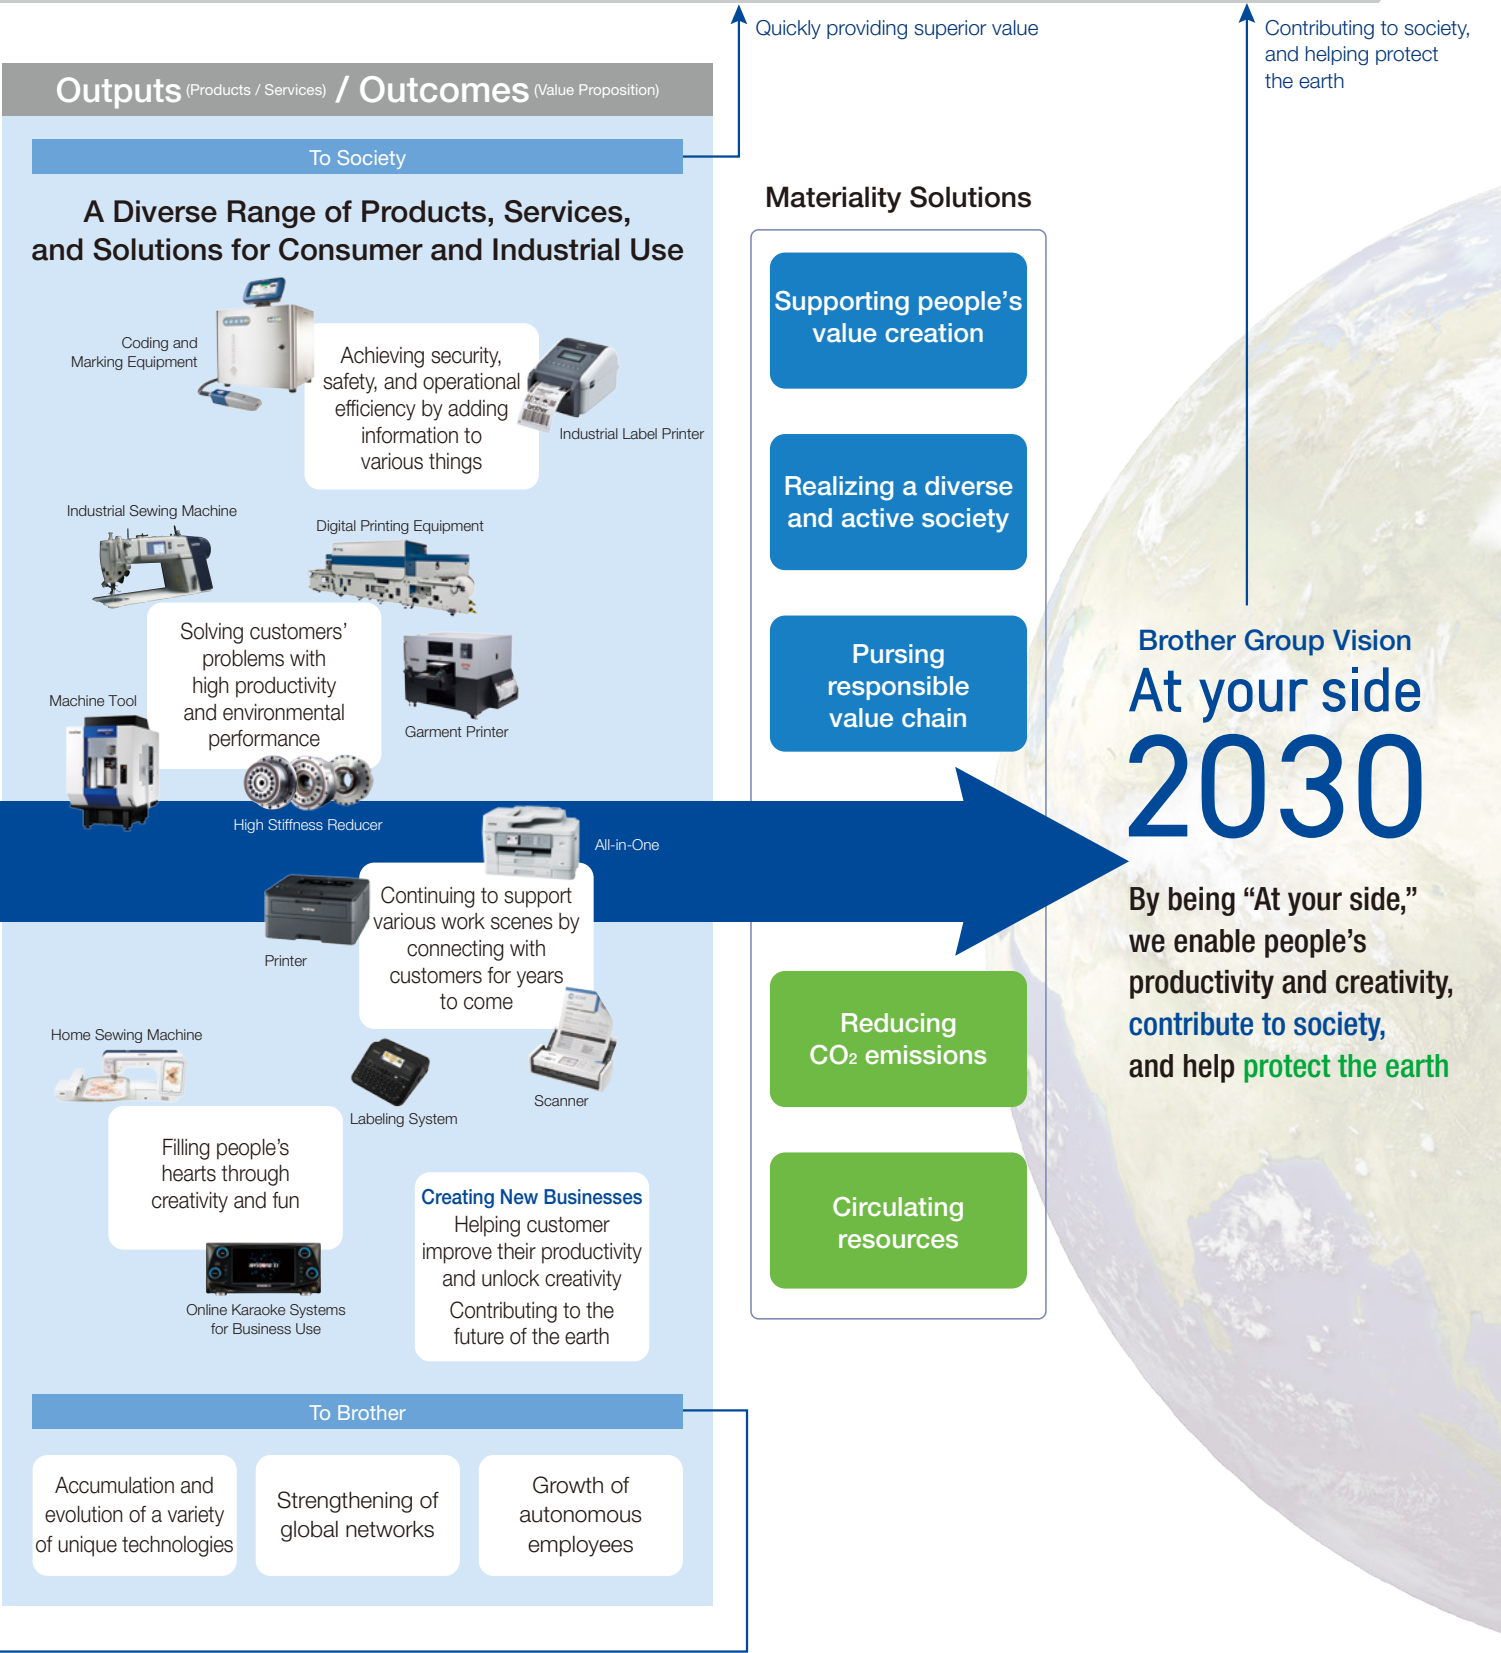 Quickly providing superior value
Contributing to society,
and helping protect
the earth
Outputs (Products / Services) / Outcomes (Value Proposition)
To Society
A Diverse Range of Products, Services,
and Solutions for Consumer and Industrial Use
Coding and
Marking Equipment
Achieving security,
safety, and operational
efficiency by adding
information to
various things
Industrial Label Printer
Industrial Sewing Machine
Digital Printing Equipment
Solving customers’
problems with
high productivity
and environmental
performance
Machine Tool
Garment Printer
High Stiffness Reducer
All-in-One
Printer
Continuing to support
various work scenes by
connecting with
customers for years
to come
Home Sewing Machine
Labeling System
Scanner
Filling people’s
hearts through
creativity and fun
Online Karaoke Systems
for Business Use
Creating New Businesses
Helping customer
improve their productivity
and unlock creativity
Contributing to the
future of the earth
To Brother
Accumulation and
evolution of a variety
of unique technologies
Strengthening of
global networks
Growth of
autonomous
employees
Materiality Solutions
Supporting people’s
value creation
Realizing a diverse
and active society
Pursing
responsible
value chain
Reducing
CO₂ emissions
Circulating
resources
Brother Group Vision
At your side
2030
By being “At your side,”
we enable people’s
productivity and creativity,
contribute to society,
and help protect the earth